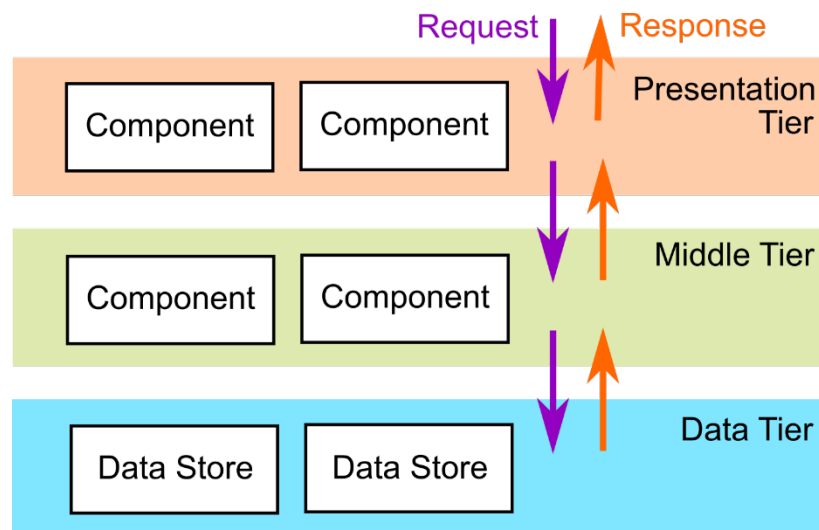 Request
Response
Component
Component
Presentation
Tier
Component
Component
Middle Tier
Data Store
Data Store
Data Tier